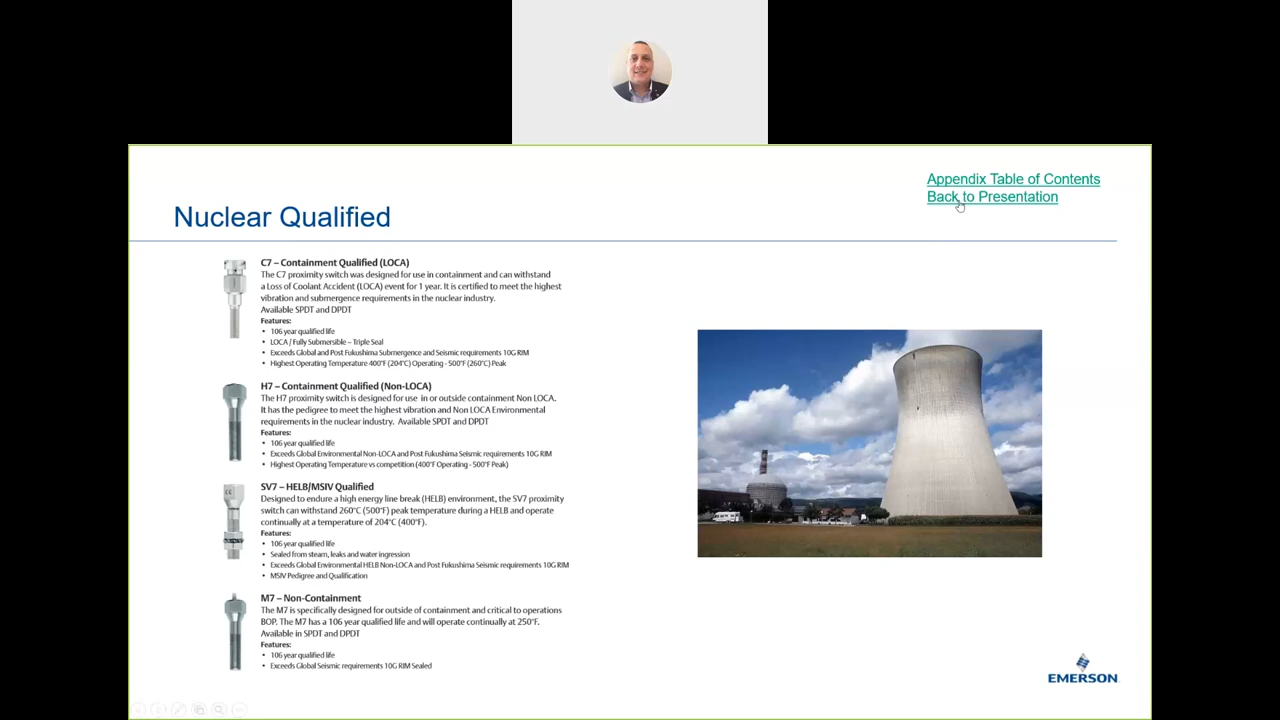 Appendix Table of Contents
Back to Presentation
Nuclear Qualified
C7 – Containment Qualified (LOCA)
The C7 proximity switch was designed for use in containment and can withstand
a Loss of Coolant Accident (LOCA) event for 1 year. It is certified to meet the highest
vibration and submergence requirements in the nuclear industry.
Available SPDT and DPDT
Features:
• 106 year qualified life
• LOCA / Fully Submersible – Triple Seal
• Exceeds Global and Post Fukushima Submergence and Seismic requirements 10G RIM
• Highest Operating Temperature 400°F (204°C) Operating - 500°F (260°C) Peak
H7 – Containment Qualified (Non-LOCA)
The H7 proximity switch is designed for use in or outside containment Non LOCA.
It has the pedigree to meet the highest vibration and Non LOCA Environmental
requirements in the nuclear industry. Available SPDT and DPDT
Features:
• 106 year qualified life
• Exceeds Global Environmental Non-LOCA and Post Fukushima Seismic requirements 10G RIM
• Highest Operating Temperature vs competition (400°F Operating - 500°F Peak)
SV7 – HELB/MSIV Qualified
Designed to endure a high energy line break (HELB) environment, the SV7 proximity
switch can withstand 260°C (500°F) peak temperature during a HELB and operate
continually at a temperature of 204°C (400°F).
Features:
• 106 year qualified life
• Sealed from steam, leaks and water ingression
• Exceeds Global Environmental HELB Non-LOCA and Post Fukushima Seismic requirements 10G RIM
• MSIV Pedigree and Qualification
M7 – Non-Containment
The M7 is specifically designed for outside of containment and critical to operations
BOP. The M7 has a 106 year qualified life and will operate continually at 250°F.
Available in SPDT and DPDT
Features:
• 106 year qualified life
• Exceeds Global Seismic requirements 10G RIM Sealed
EMERSON